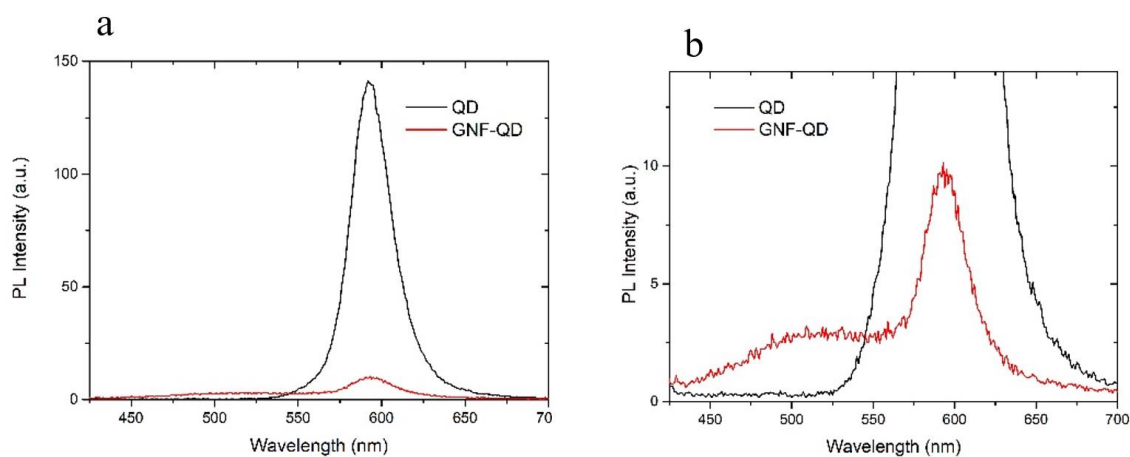 a
150
100
50
0
PL Intensity (a.u.)
QD
GNF-QD
450 500 550 600 650 70
Wavelength (nm)
b
10
5
0
PL Intensity (a.u.)
QD
GNF-QD
450 500 550 600 650 700
Wavelength (nm)